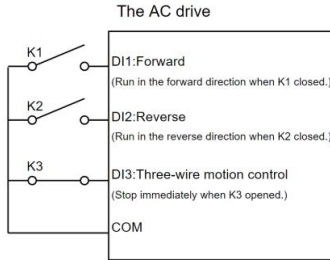 The AC drive
K1
DI1:Forward
(Run in the forward direction when K1 closed.)
K2
DI2:Reverse
(Run in the reverse direction when K2 closed.)
K3
DI3:Three-wire motion control
(Stop immediately when K3 opened.)
COM